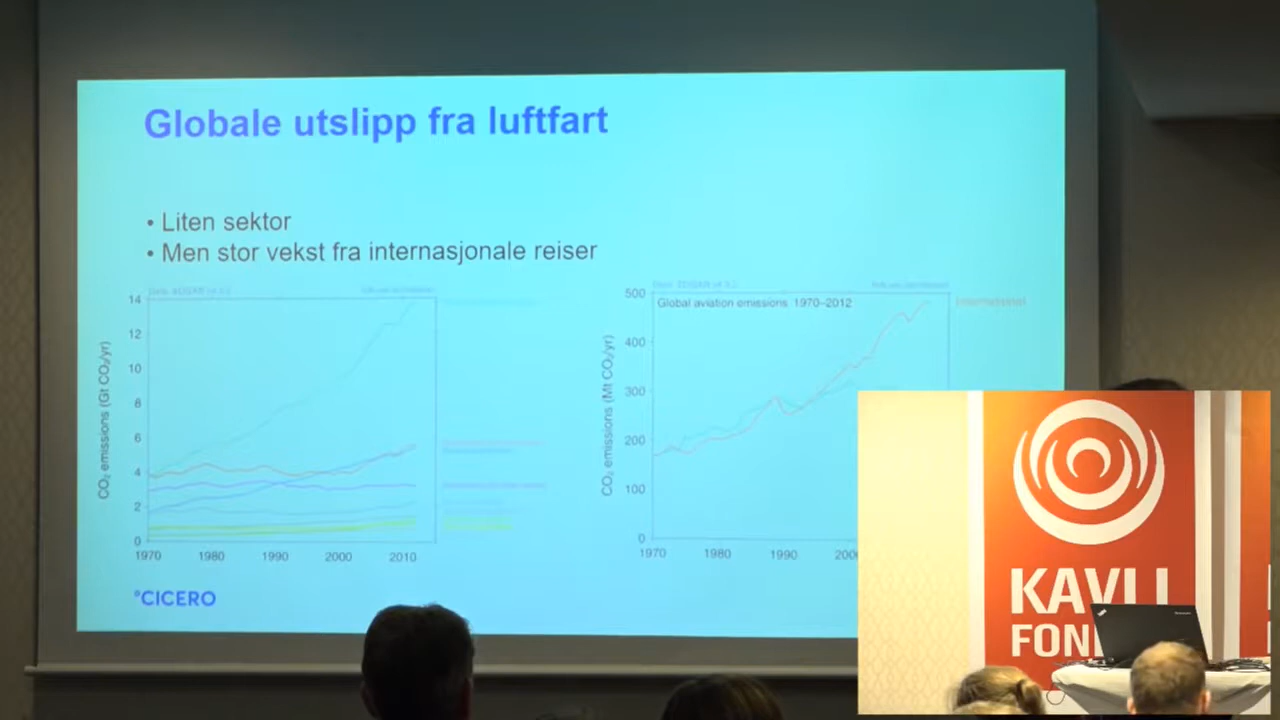 Globale utslipp fra luftfart
• Liten sektor
• Men stor vekst fra internasjonale reiser
14
12
10
8
6
4
2
0
CO₂ emissions (Gt CO₂/yr)
1970 1980 1990 2000 2010
Global aviation emissions 1970–2012
International
500
400
300
200
100
0
CO₂ emissions (Mt CO₂/yr)
1970 1980 1990
°CICERO
KAVLI